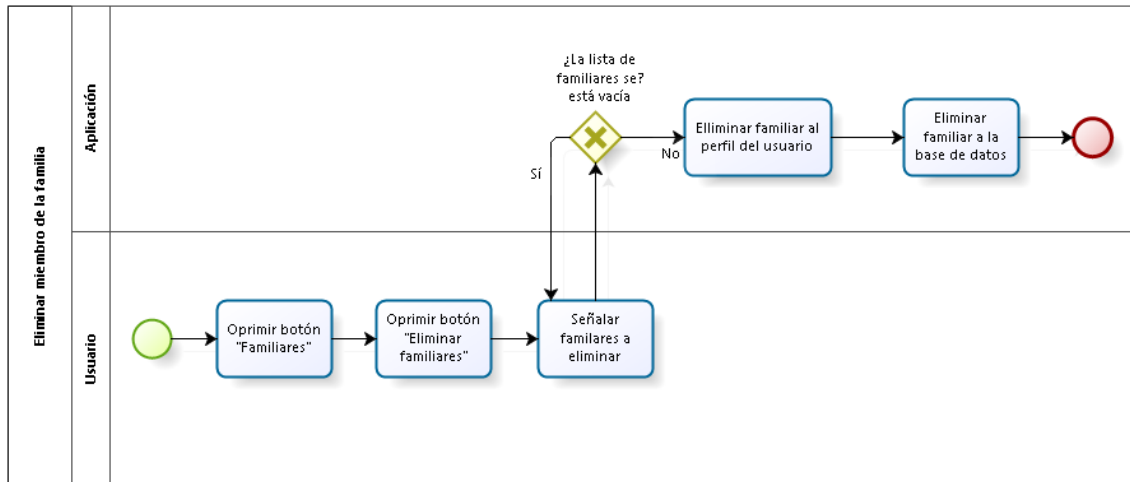 Eliminar miembro de la familia
Aplicación
¿La lista de
familiares se?
está vacía
Sí
No
Elliminar familiar al
perfil del usuario
Eliminar
familiar a la
base de datos
Usuario
Oprimir botón
"Familiares"
Oprimir botón
"Eliminar
familiares"
Señalar
familares a
eliminar